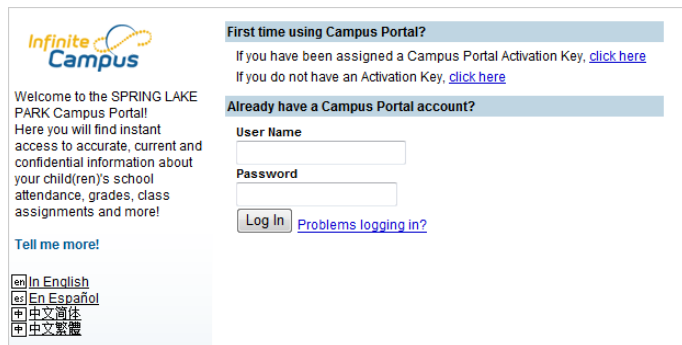 Infinite
Campus
Welcome to the SPRING LAKE
PARK Campus Portal!
Here you will find instant
access to accurate, current and
confidential information about
your child(ren)'s school
attendance, grades, class
assignments and more!
Tell me more!
en In English
es En Español
中 中文简体
中 中文繁體
First time using Campus Portal?
If you have been assigned a Campus Portal Activation Key, click here
If you do not have an Activation Key, click here
Already have a Campus Portal account?
User Name
Password
Log In Problems logging in?